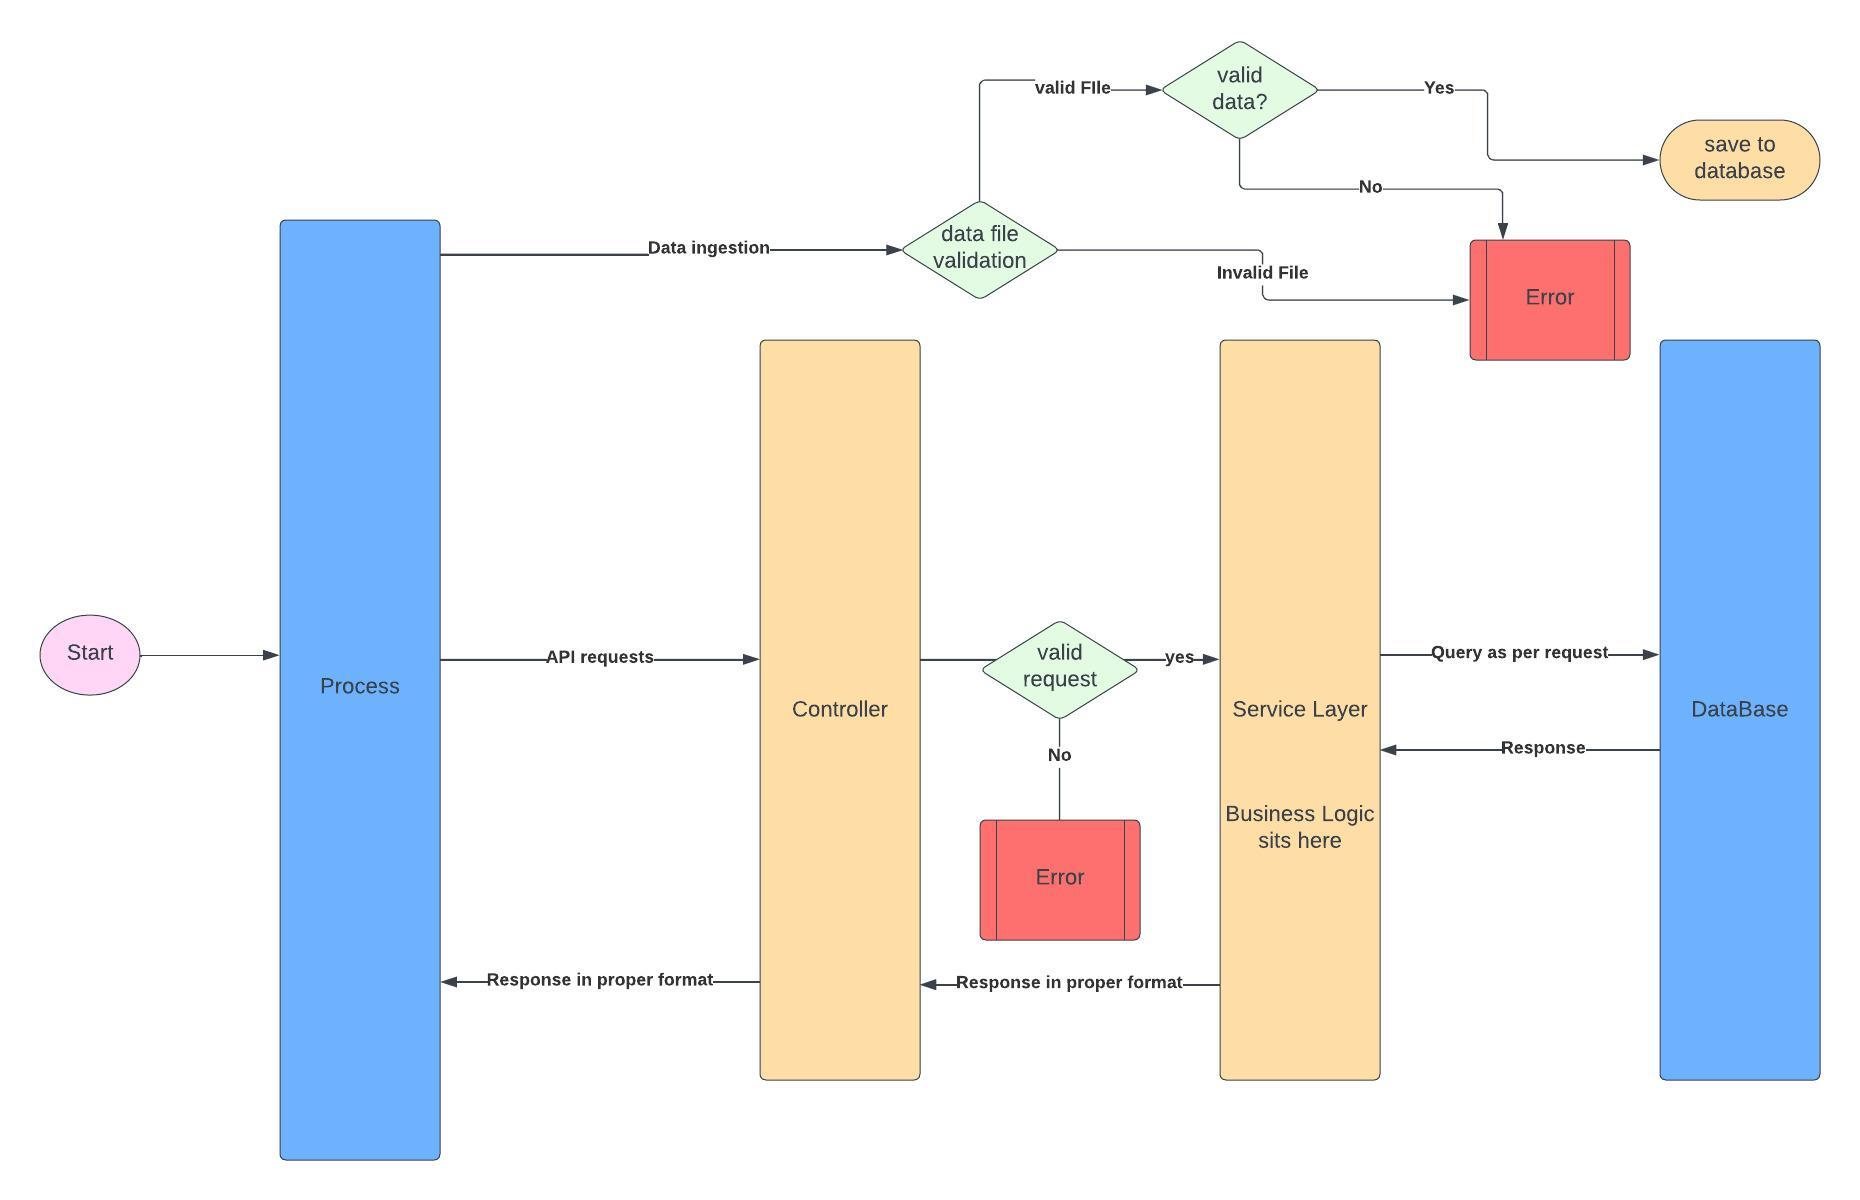 valid
data?
valid FIle
Yes
save to
database
No
data file
validation
Data ingestion
Invalid File
Error
Start
Process
API requests
Controller
valid
request
yes
No
Error
Service Layer
Business Logic
sits here
Query as per request
Response
DataBase
Response in proper format
Response in proper format